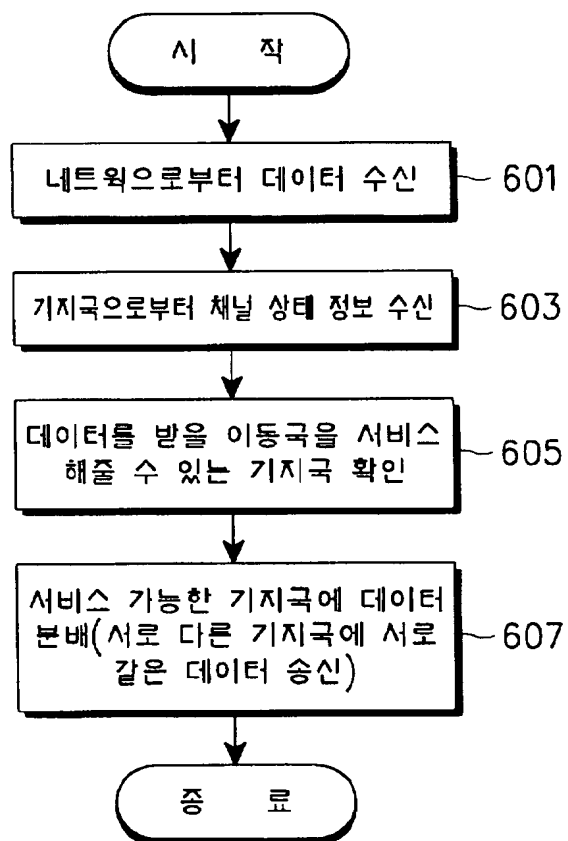 시 작
네트웍으로부터 데이터 수신
601
기지국으로부터 채널 상태 정보 수신
603
데이터를 받을 이동국을 서비스
해줄 수 있는 기지국 확인
605
서비스 가능한 기지국에 데이터
분배(서로 다른 기지국에 서로
같은 데이터 송신)
607
종 료